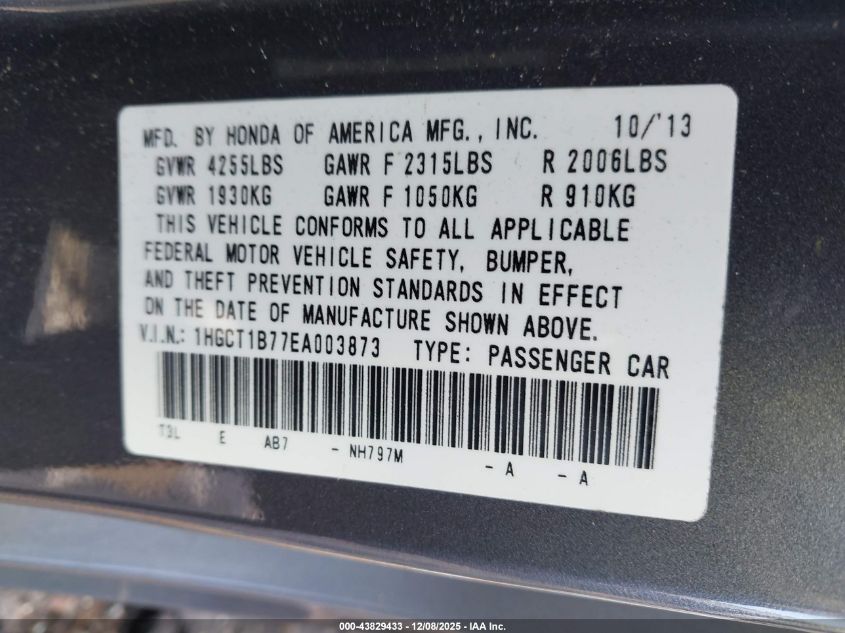 MFD. BY HONDA OF AMERICA MFG., INC. 10/'13
GVWR 4255LBS GAWR F 2315LBS R 2006LBS
GVWR 1930KG GAWR F 1050KG R 910KG
THIS VEHICLE CONFORMS TO ALL APPLICABLE
FEDERAL MOTOR VEHICLE SAFETY, BUMPER,
AND THEFT PREVENTION STANDARDS IN EFFECT
ON THE DATE OF MANUFACTURE SHOWN ABOVE.
V.I.N.: 1HGCT1B77EA003873 TYPE: PASSENGER CAR
T3L E AB7 - NH797M - A - A
000-43829433 - 12/08/2025 - IAA Inc.